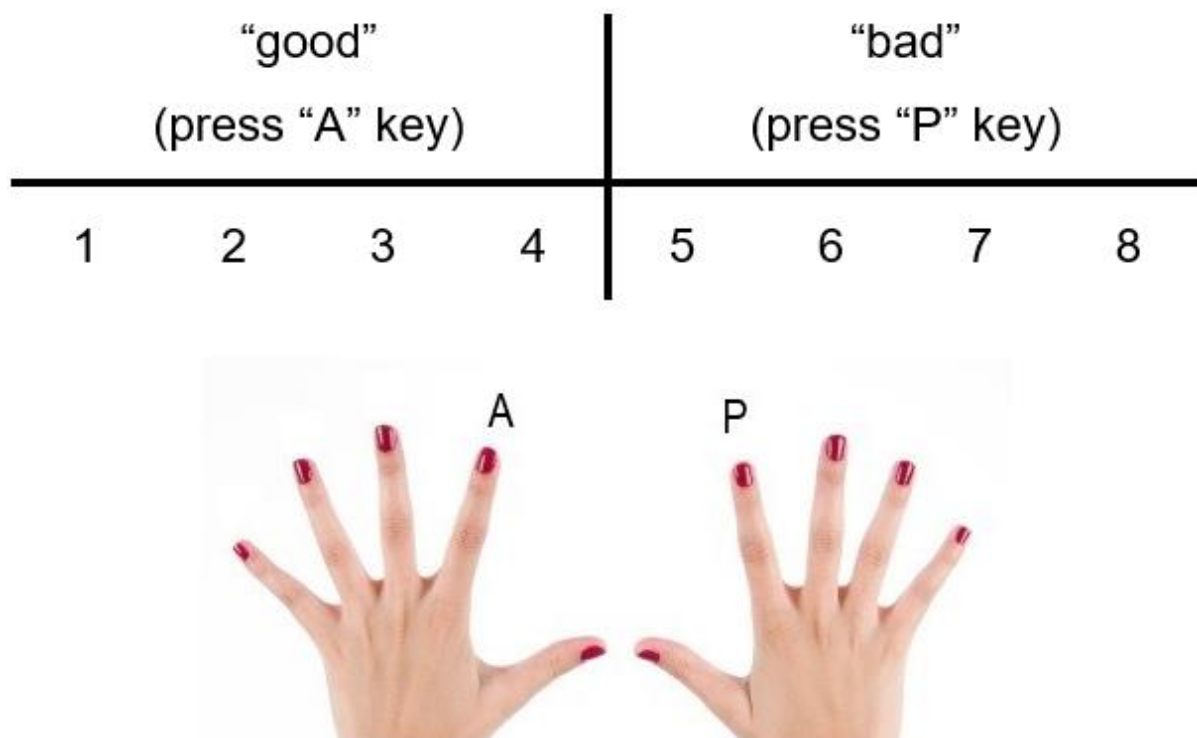 “good” “bad”
(press “A” key) (press “P” key)
1 2 3 4 5 6 7 8
A P